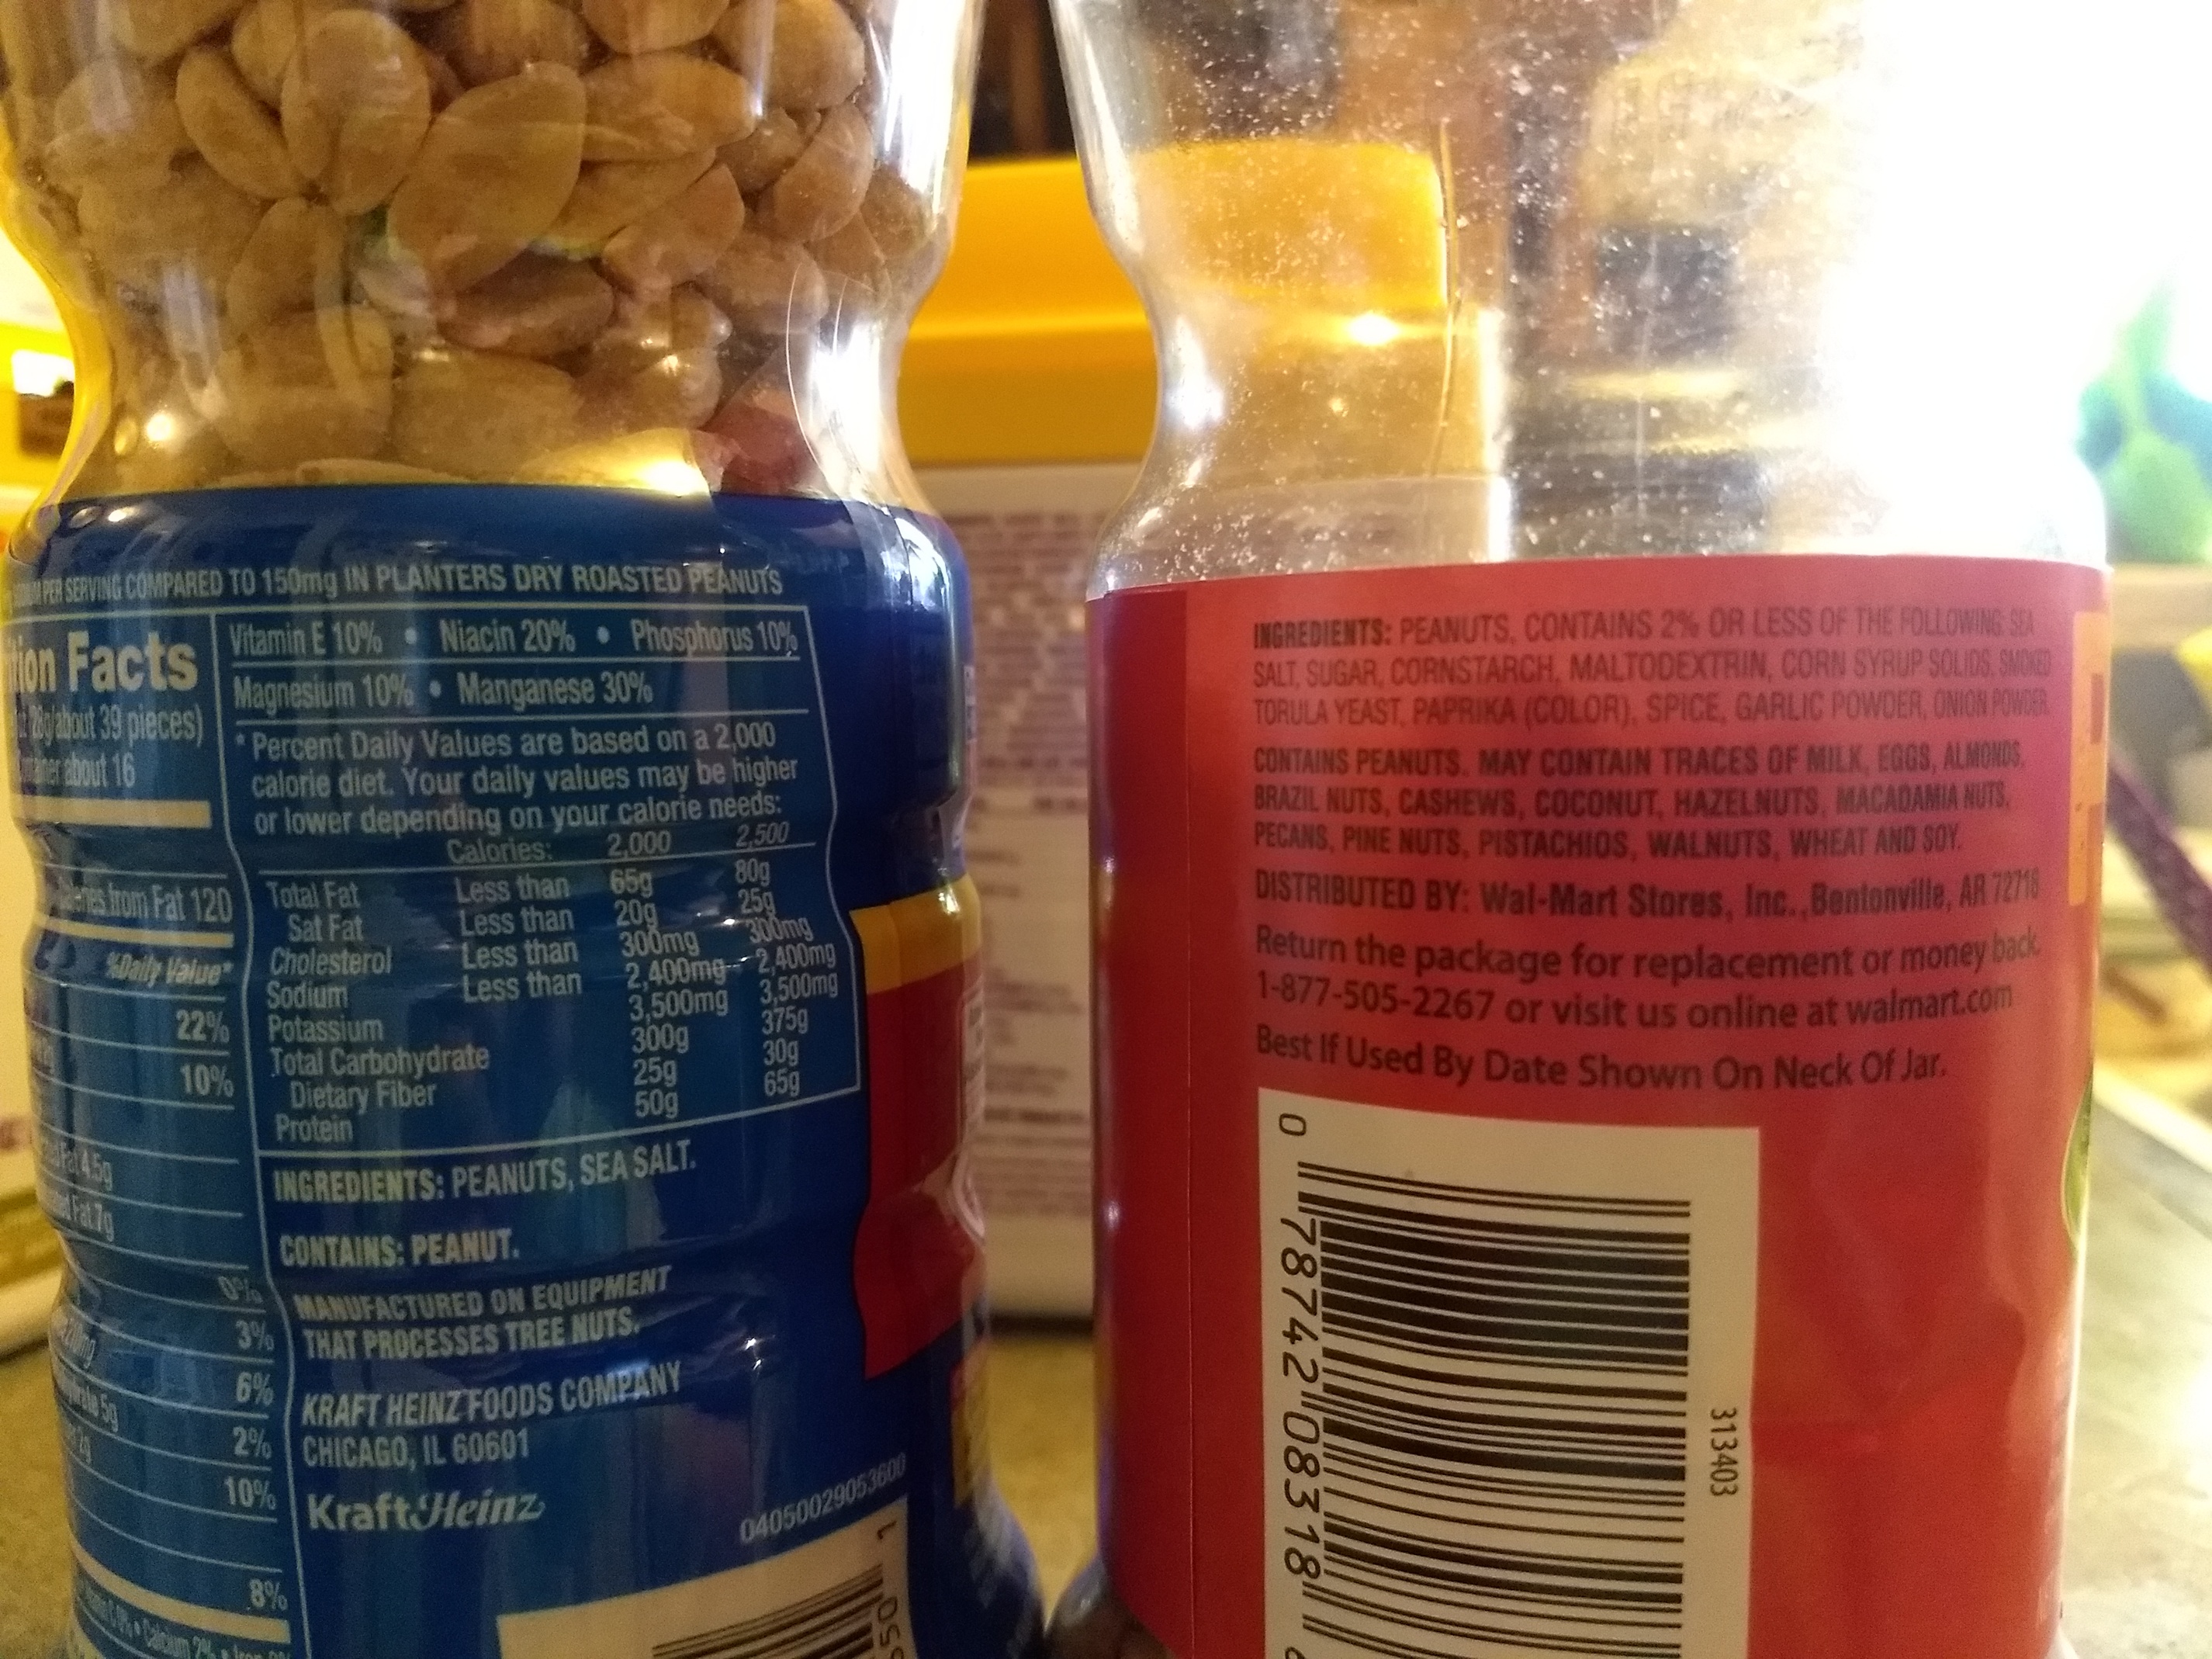 PER SERVING COMPARED TO 150mg IN PLANTERS DRY ROASTED PEANUTS
tion Facts
28g/about 39 pieces)
about 16
from Fat 120
%Daily Value*
22%
10%
Fat 4.5g
Fat 7g
0%
3%
6%
5g
2%
2g
10%
8%
Calcium 2%
Vitamin E 10% • Niacin 20% • Phosphorus 10%
Magnesium 10% • Manganese 30%
* Percent Daily Values are based on a 2,000
calorie diet. Your daily values may be higher
or lower depending on your calorie needs:
Calories: 2,000 2,500
Total Fat Less than 65g 80g
Sat Fat Less than 20g 25g
Cholesterol Less than 300mg 300mg
Sodium Less than 2,400mg 2,400mg
Potassium 3,500mg 3,500mg
Total Carbohydrate 300g 375g
Dietary Fiber 25g 30g
Protein 50g 65g
INGREDIENTS: PEANUTS, SEA SALT.
CONTAINS: PEANUT.
MANUFACTURED ON EQUIPMENT
THAT PROCESSES TREE NUTS.
KRAFT HEINZ FOODS COMPANY
CHICAGO, IL 60601
KraftHeinz
04050029053600
1
INGREDIENTS: PEANUTS, CONTAINS 2% OR LESS OF THE FOLLOWING: SEA
SALT, SUGAR, CORNSTARCH, MALTODEXTRIN, CORN SYRUP SOLIDS, SMOKED
TORULA YEAST, PAPRIKA (COLOR), SPICE, GARLIC POWDER, ONION POWDER.
CONTAINS PEANUTS. MAY CONTAIN TRACES OF MILK, EGGS, ALMONDS,
BRAZIL NUTS, CASHEWS, COCONUT, HAZELNUTS, MACADAMIA NUTS,
PECANS, PINE NUTS, PISTACHIOS, WALNUTS, WHEAT AND SOY.
DISTRIBUTED BY: Wal-Mart Stores, Inc., Bentonville, AR 72716
Return the package for replacement or money back.
1-877-505-2267 or visit us online at walmart.com
Best If Used By Date Shown On Neck Of Jar.
0 78742 08318
313403